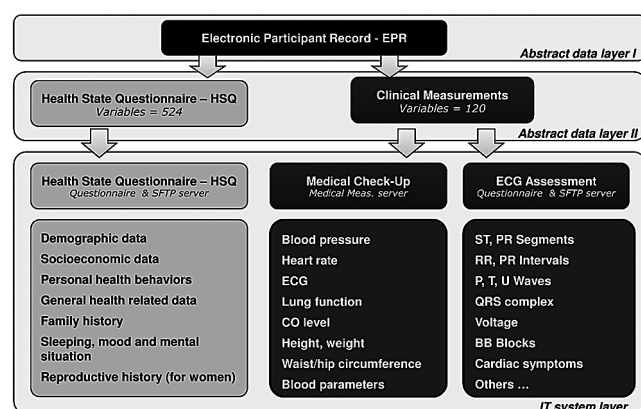 Electronic Participant Record - EPR
Abstract data layer I
Health State Questionnaire – HSQ
Variables = 524
Clinical Measurements
Variables = 120
Abstract data layer II
Health State Questionnaire – HSQ
Questionnaire & SFTP server
Medical Check-Up
Medical Meas. server
ECG Assessment
Questionnaire & SFTP server
Demographic data
Socioeconomic data
Personal health behaviors
General health related data
Family history
Sleeping, mood and mental
situation
Reproductive history (for women)
Blood pressure
Heart rate
ECG
Lung function
CO level
Height, weight
Waist/hip circumference
Blood parameters
ST, PR Segments
RR, PR Intervals
P, T, U Waves
QRS complex
Voltage
BB Blocks
Cardiac symptoms
Others ...
IT system layer